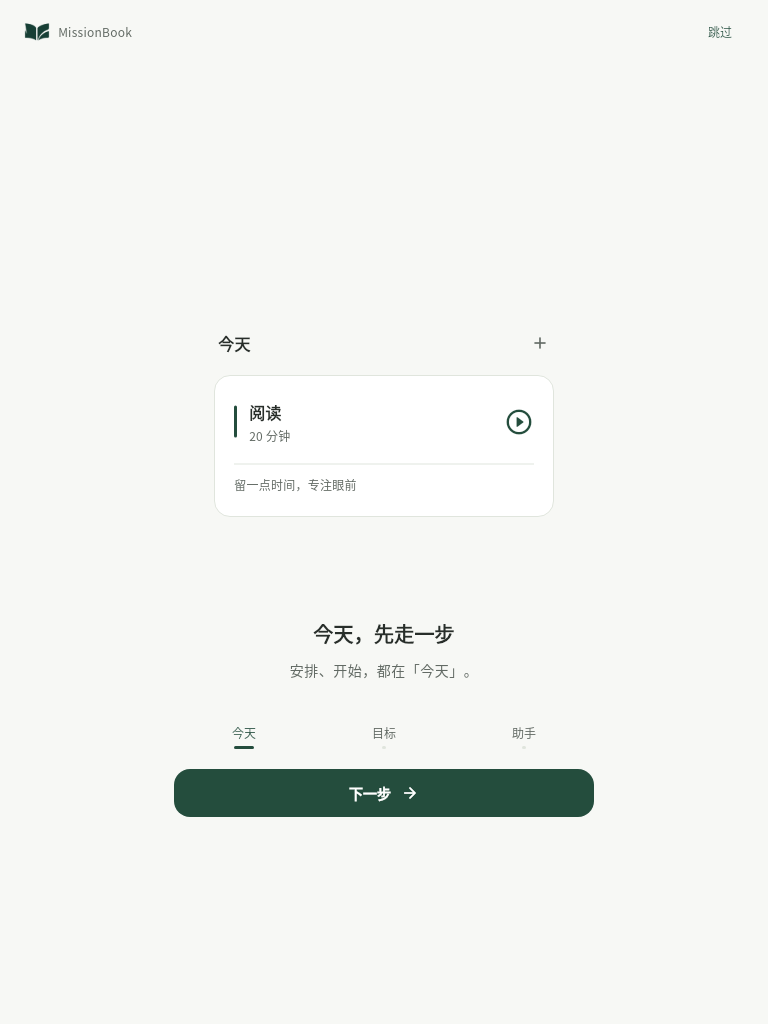 MissionBook
跳过
今天
阅读
20 分钟
留一点时间，专注眼前
今天，先走一步
安排、开始，都在「今天」。
今天
目标
助手
下一步